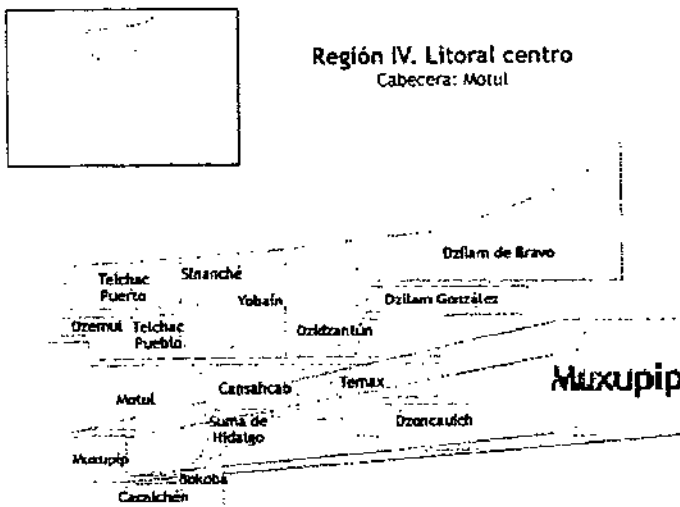 Región IV. Litoral centro
Cabecera: Motul
Dzilam de Bravo
Telchac
Puerto
Sinanché
Yobaín
Dzilam González
Dzemul
Telchac
Pueblo
Dzidzantún
Motul
Cansahcab
Temax
Muxupip
Suma de
Hidalgo
Dzoncauich
Muxupip
Bokobá
Cacalchén